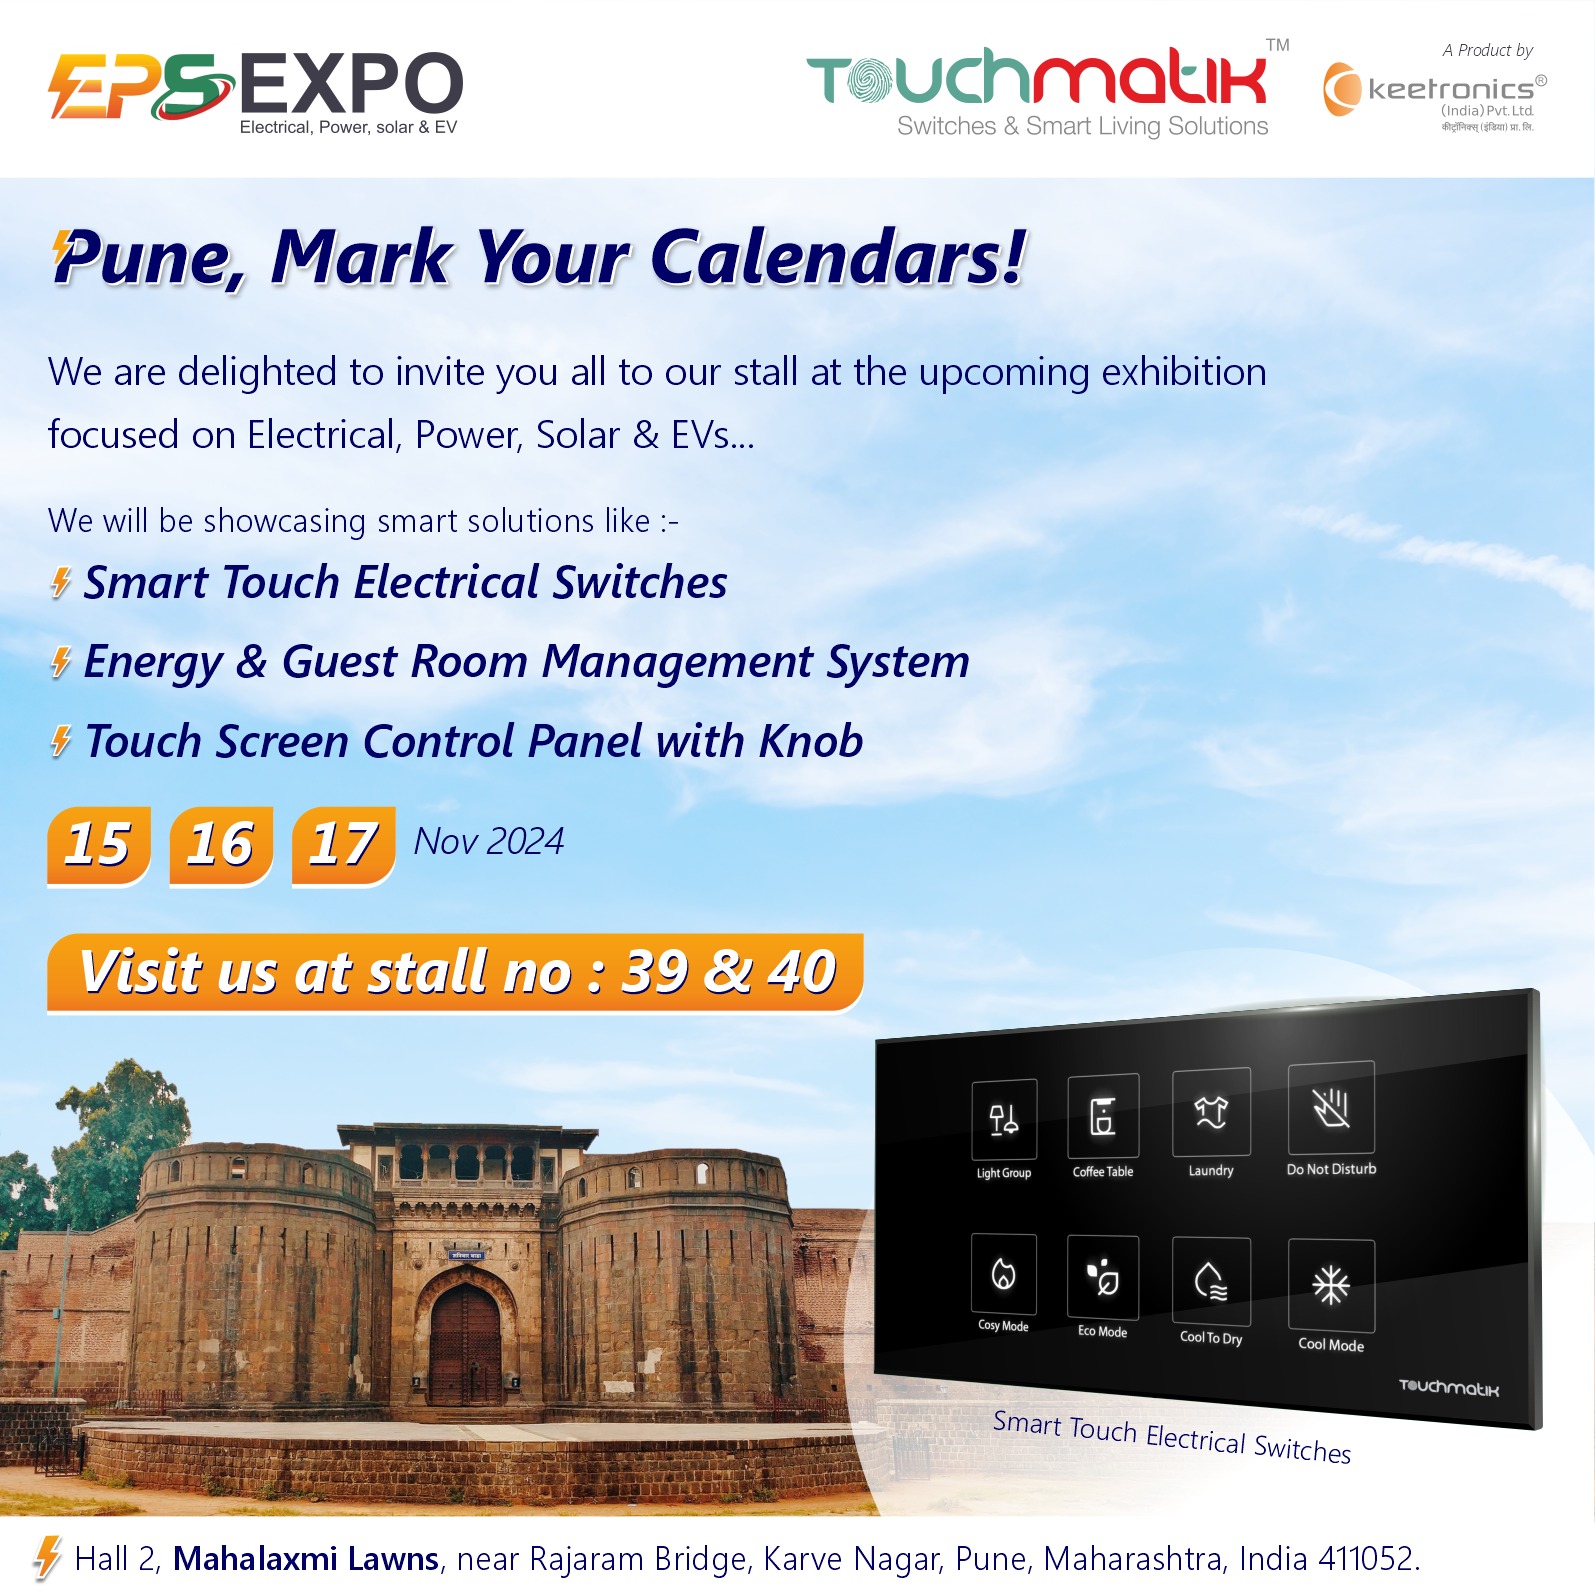 EPS EXPO
Electrical, Power, solar & EV
TOUCHMATIK TM
Switches & Smart Living Solutions
A Product by
keetronics®
(India) Pvt. Ltd.
कीट्रॉनिक्स् (इंडिया) प्रा. लि.
Pune, Mark Your Calendars!
We are delighted to invite you all to our stall at the upcoming exhibition
focused on Electrical, Power, Solar & EVs...
We will be showcasing smart solutions like :-
Smart Touch Electrical Switches
Energy & Guest Room Management System
Touch Screen Control Panel with Knob
15 16 17 Nov 2024
Visit us at stall no : 39 & 40
शनिवार वाडा
Light Group Coffee Table Laundry Do Not Disturb
Cosy Mode Eco Mode Cool To Dry Cool Mode
TOUCHMATIK
Smart Touch Electrical Switches
Hall 2, Mahalaxmi Lawns, near Rajaram Bridge, Karve Nagar, Pune, Maharashtra, India 411052.